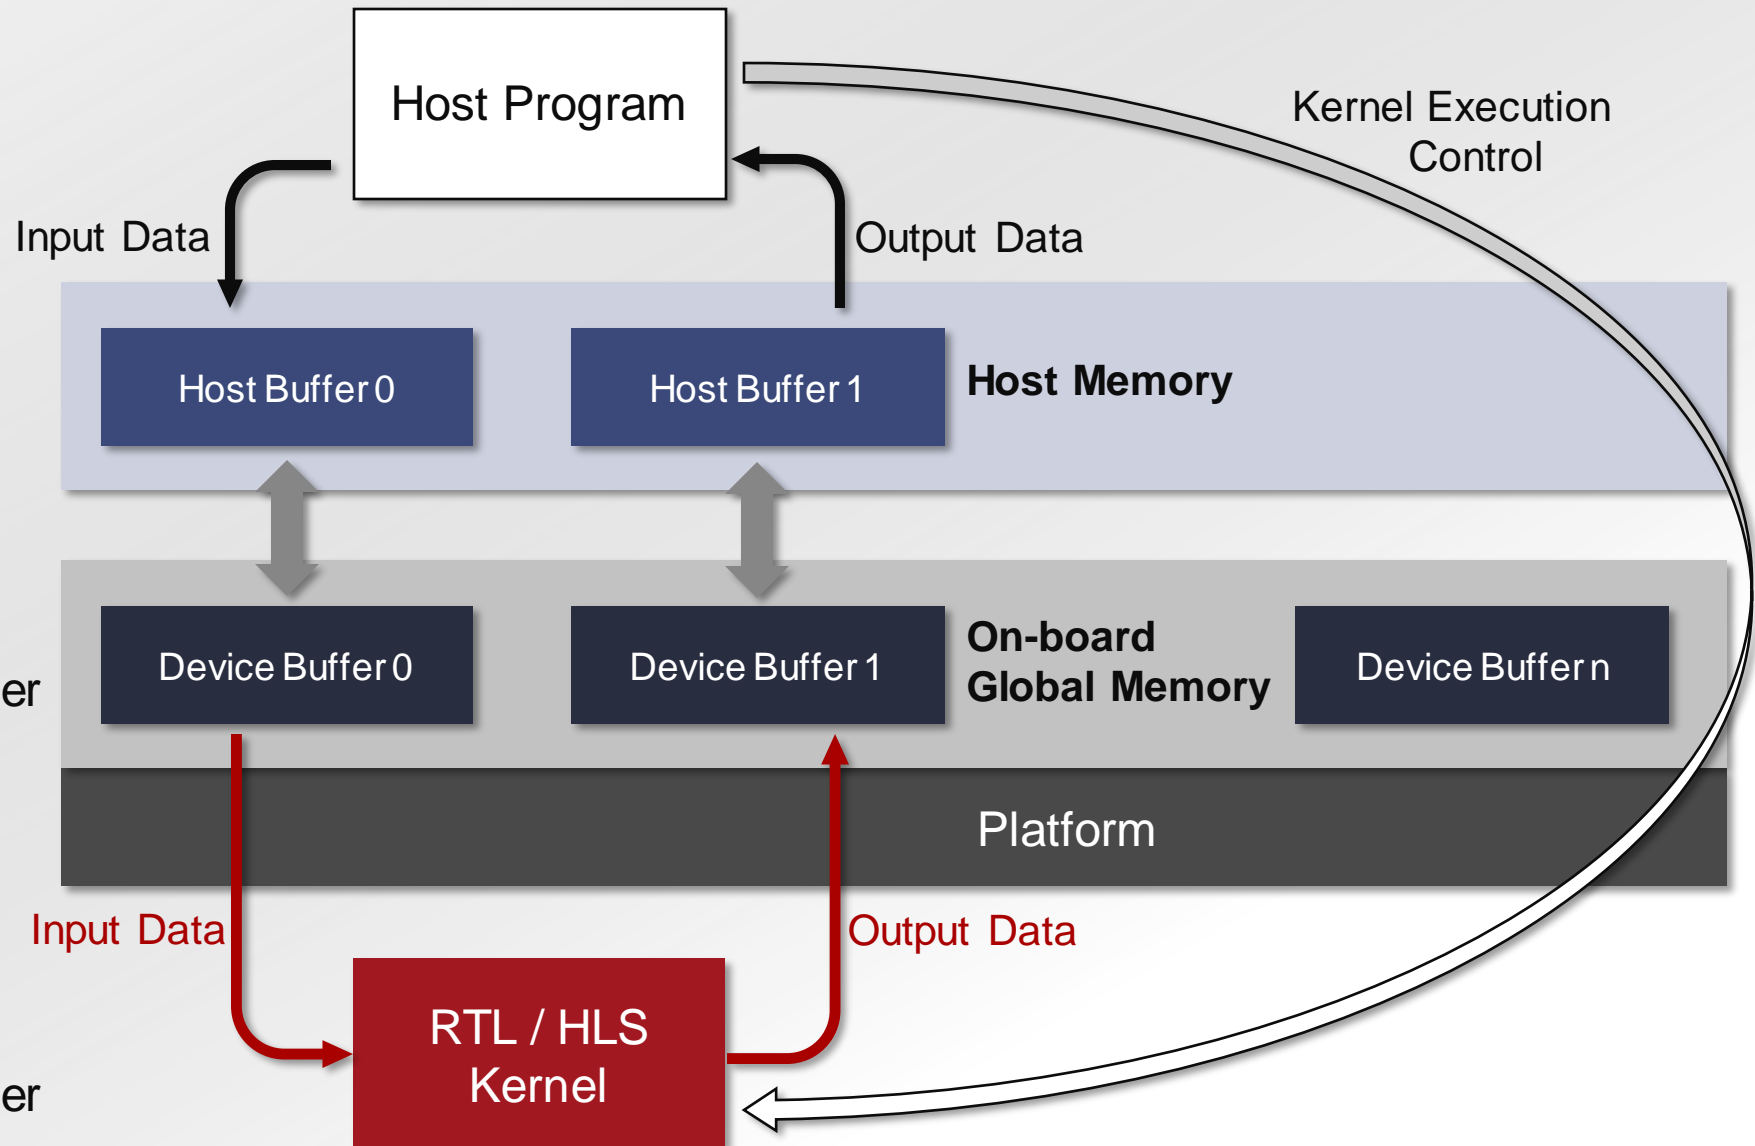 Host Program
Kernel Execution
Control
Input Data
Output Data
Host Buffer 0
Host Buffer 1
Host Memory
Device Buffer 0
Device Buffer 1
On-board
Global Memory
Device Buffer n
er
Platform
Input Data
Output Data
RTL / HLS
Kernel
er